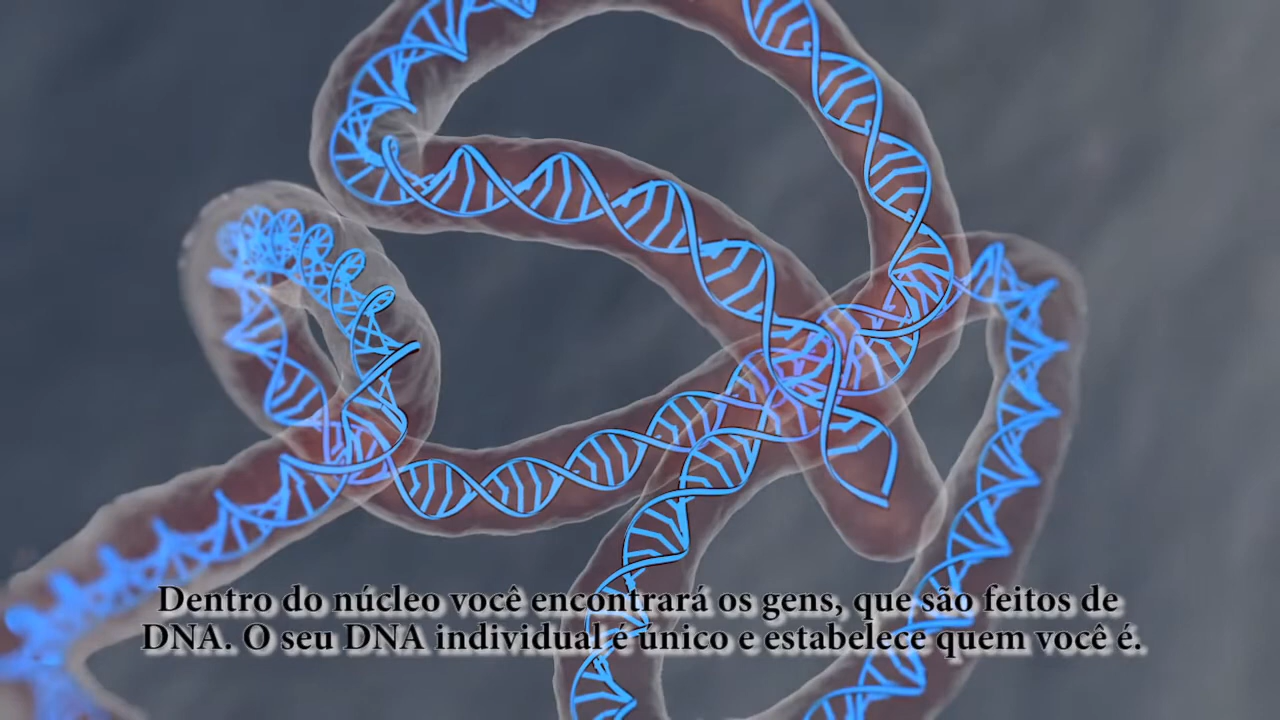 Dentro do núcleo você encontrará os gens, que são feitos de
DNA. O seu DNA individual é único e estabelece quem você é.